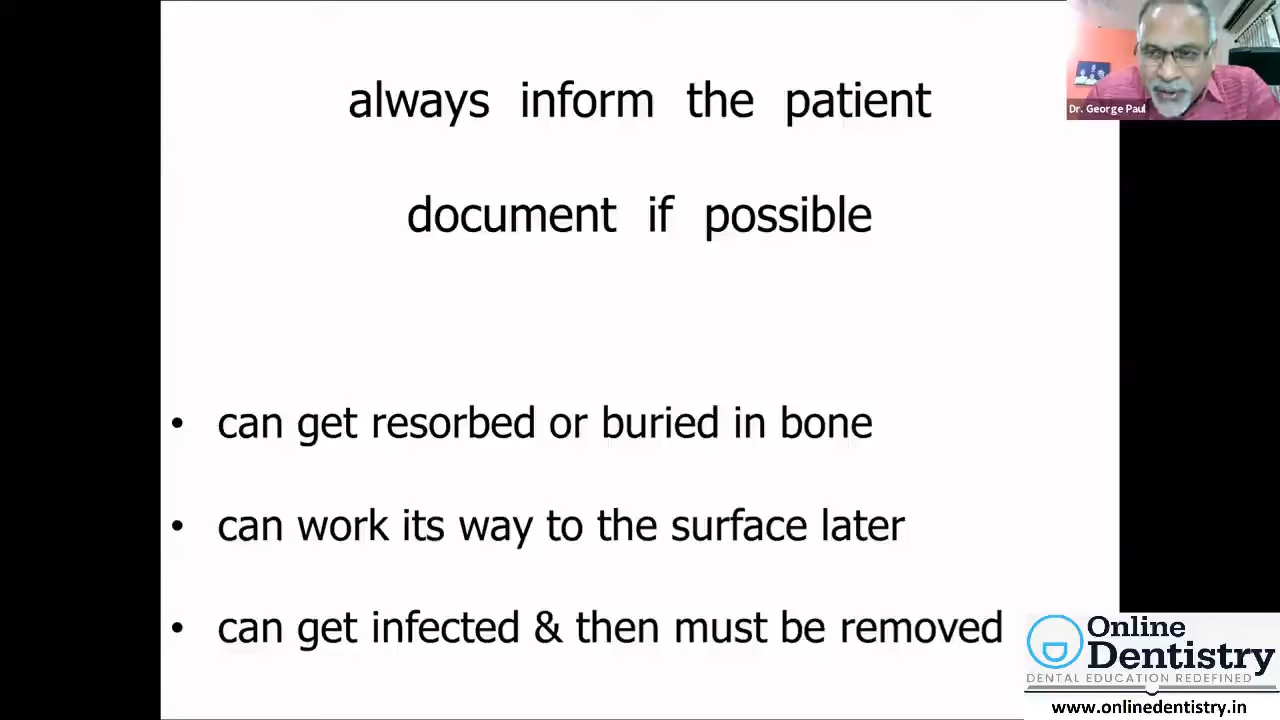 always inform the patient
document if possible
• can get resorbed or buried in bone
• can work its way to the surface later
• can get infected & then must be removed
Dr. George Paul
Online
Dentistry
DENTAL EDUCATION REDEFINED
www.onlinedentistry.in